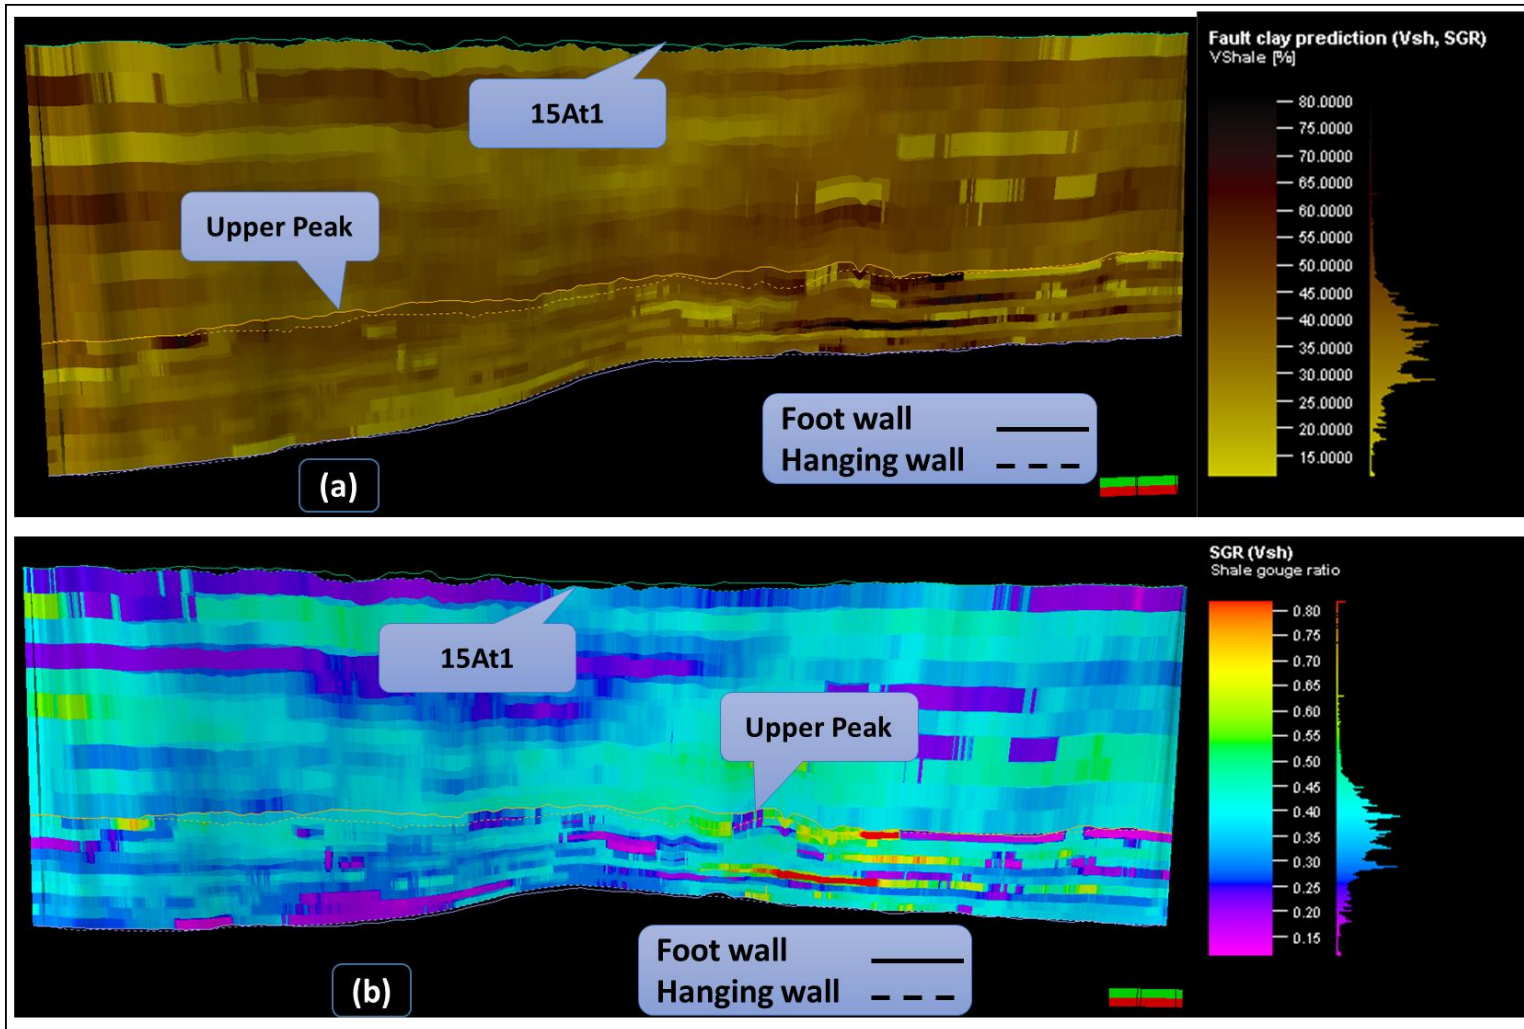 Fault clay prediction (Vsh, SGR)
VShale [%]
80.0000
75.0000
70.0000
65.0000
60.0000
55.0000
50.0000
45.0000
40.0000
35.0000
30.0000
25.0000
20.0000
15.0000
15At1
Upper Peak
Foot wall
Hanging wall
(a)
SGR (Vsh)
Shale gouge ratio
0.80
0.75
0.70
0.65
0.60
0.55
0.50
0.45
0.40
0.35
0.30
0.25
0.20
0.15
15At1
Upper Peak
Foot wall
Hanging wall
(b)